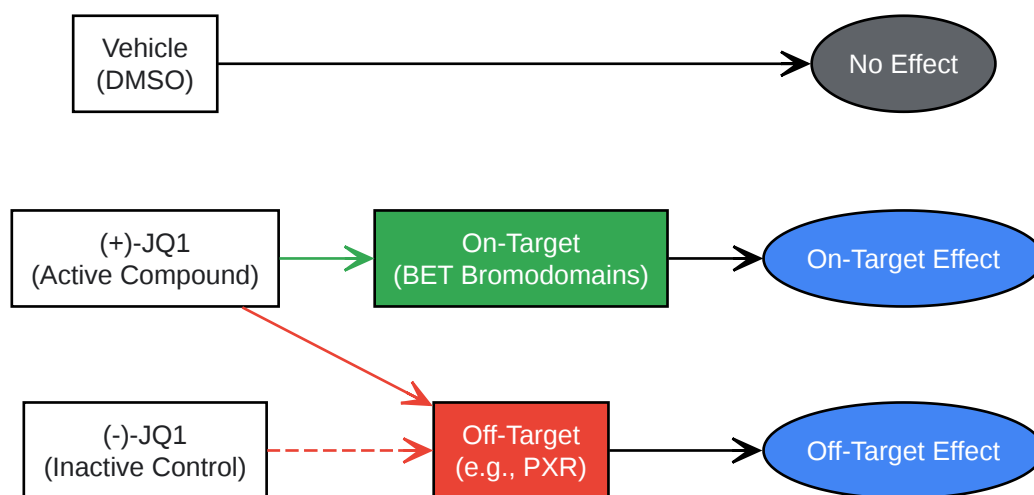 Vehicle
(DMSO)
No Effect
(+)-JQ1
(Active Compound)
On-Target
(BET Bromodomains)
On-Target Effect
(-)-JQ1
(Inactive Control)
Off-Target
(e.g., PXR)
Off-Target Effect